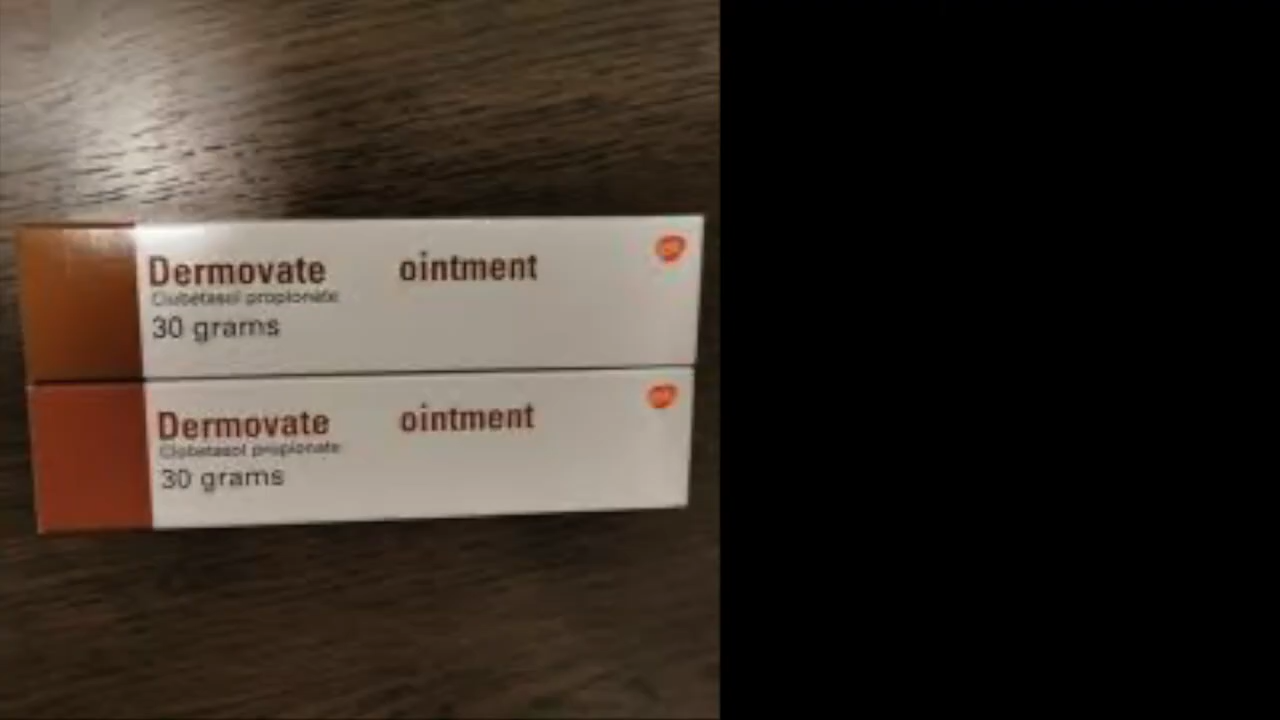 Dermovate ointment
Clobetasol propionate
30 grams
Dermovate ointment
Clobetasol propionate
30 grams